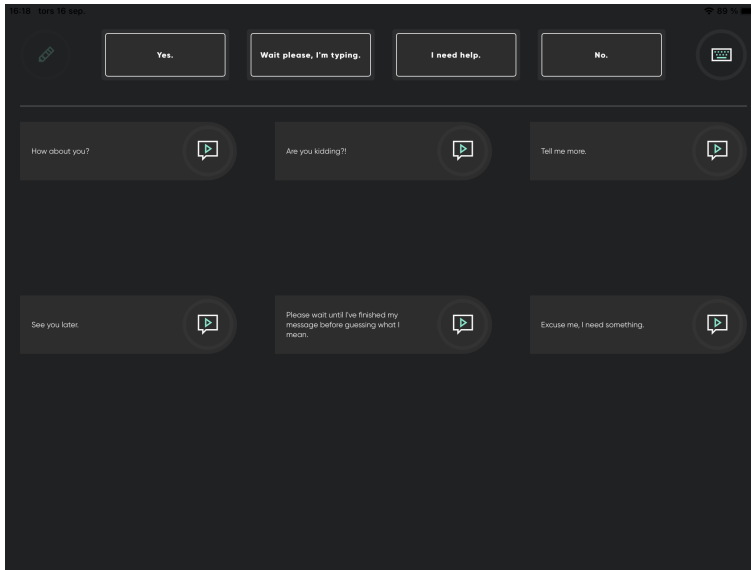 16:18 tors 16 sep. 89 %
Yes.
Wait please, I'm typing.
I need help.
No.
How about you?
Are you kidding?!
Tell me more.
See you later.
Please wait until I've finished my
message before guessing what I
mean.
Excuse me, I need something.